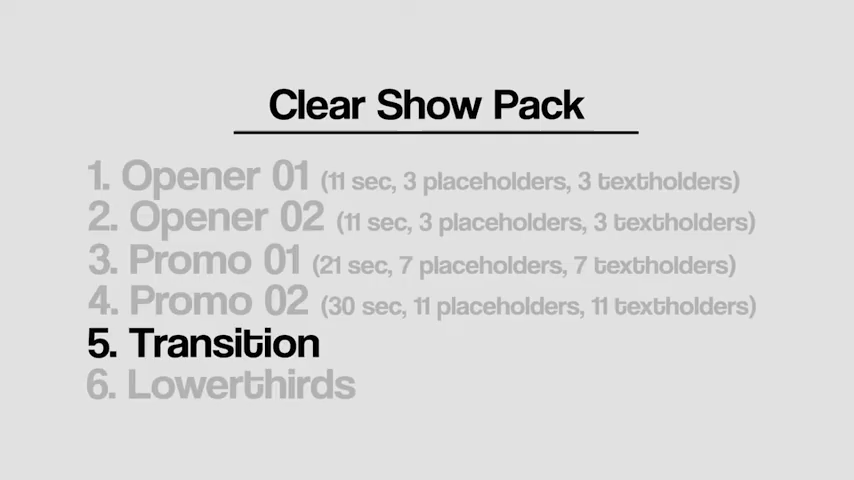 Clear Show Pack
1. Opener 01 (11 sec, 3 placeholders, 3 textholders)
2. Opener 02 (11 sec, 3 placeholders, 3 textholders)
3. Promo 01 (21 sec, 7 placeholders, 7 textholders)
4. Promo 02 (30 sec, 11 placeholders, 11 textholders)
5. Transition
6. Lowerthirds